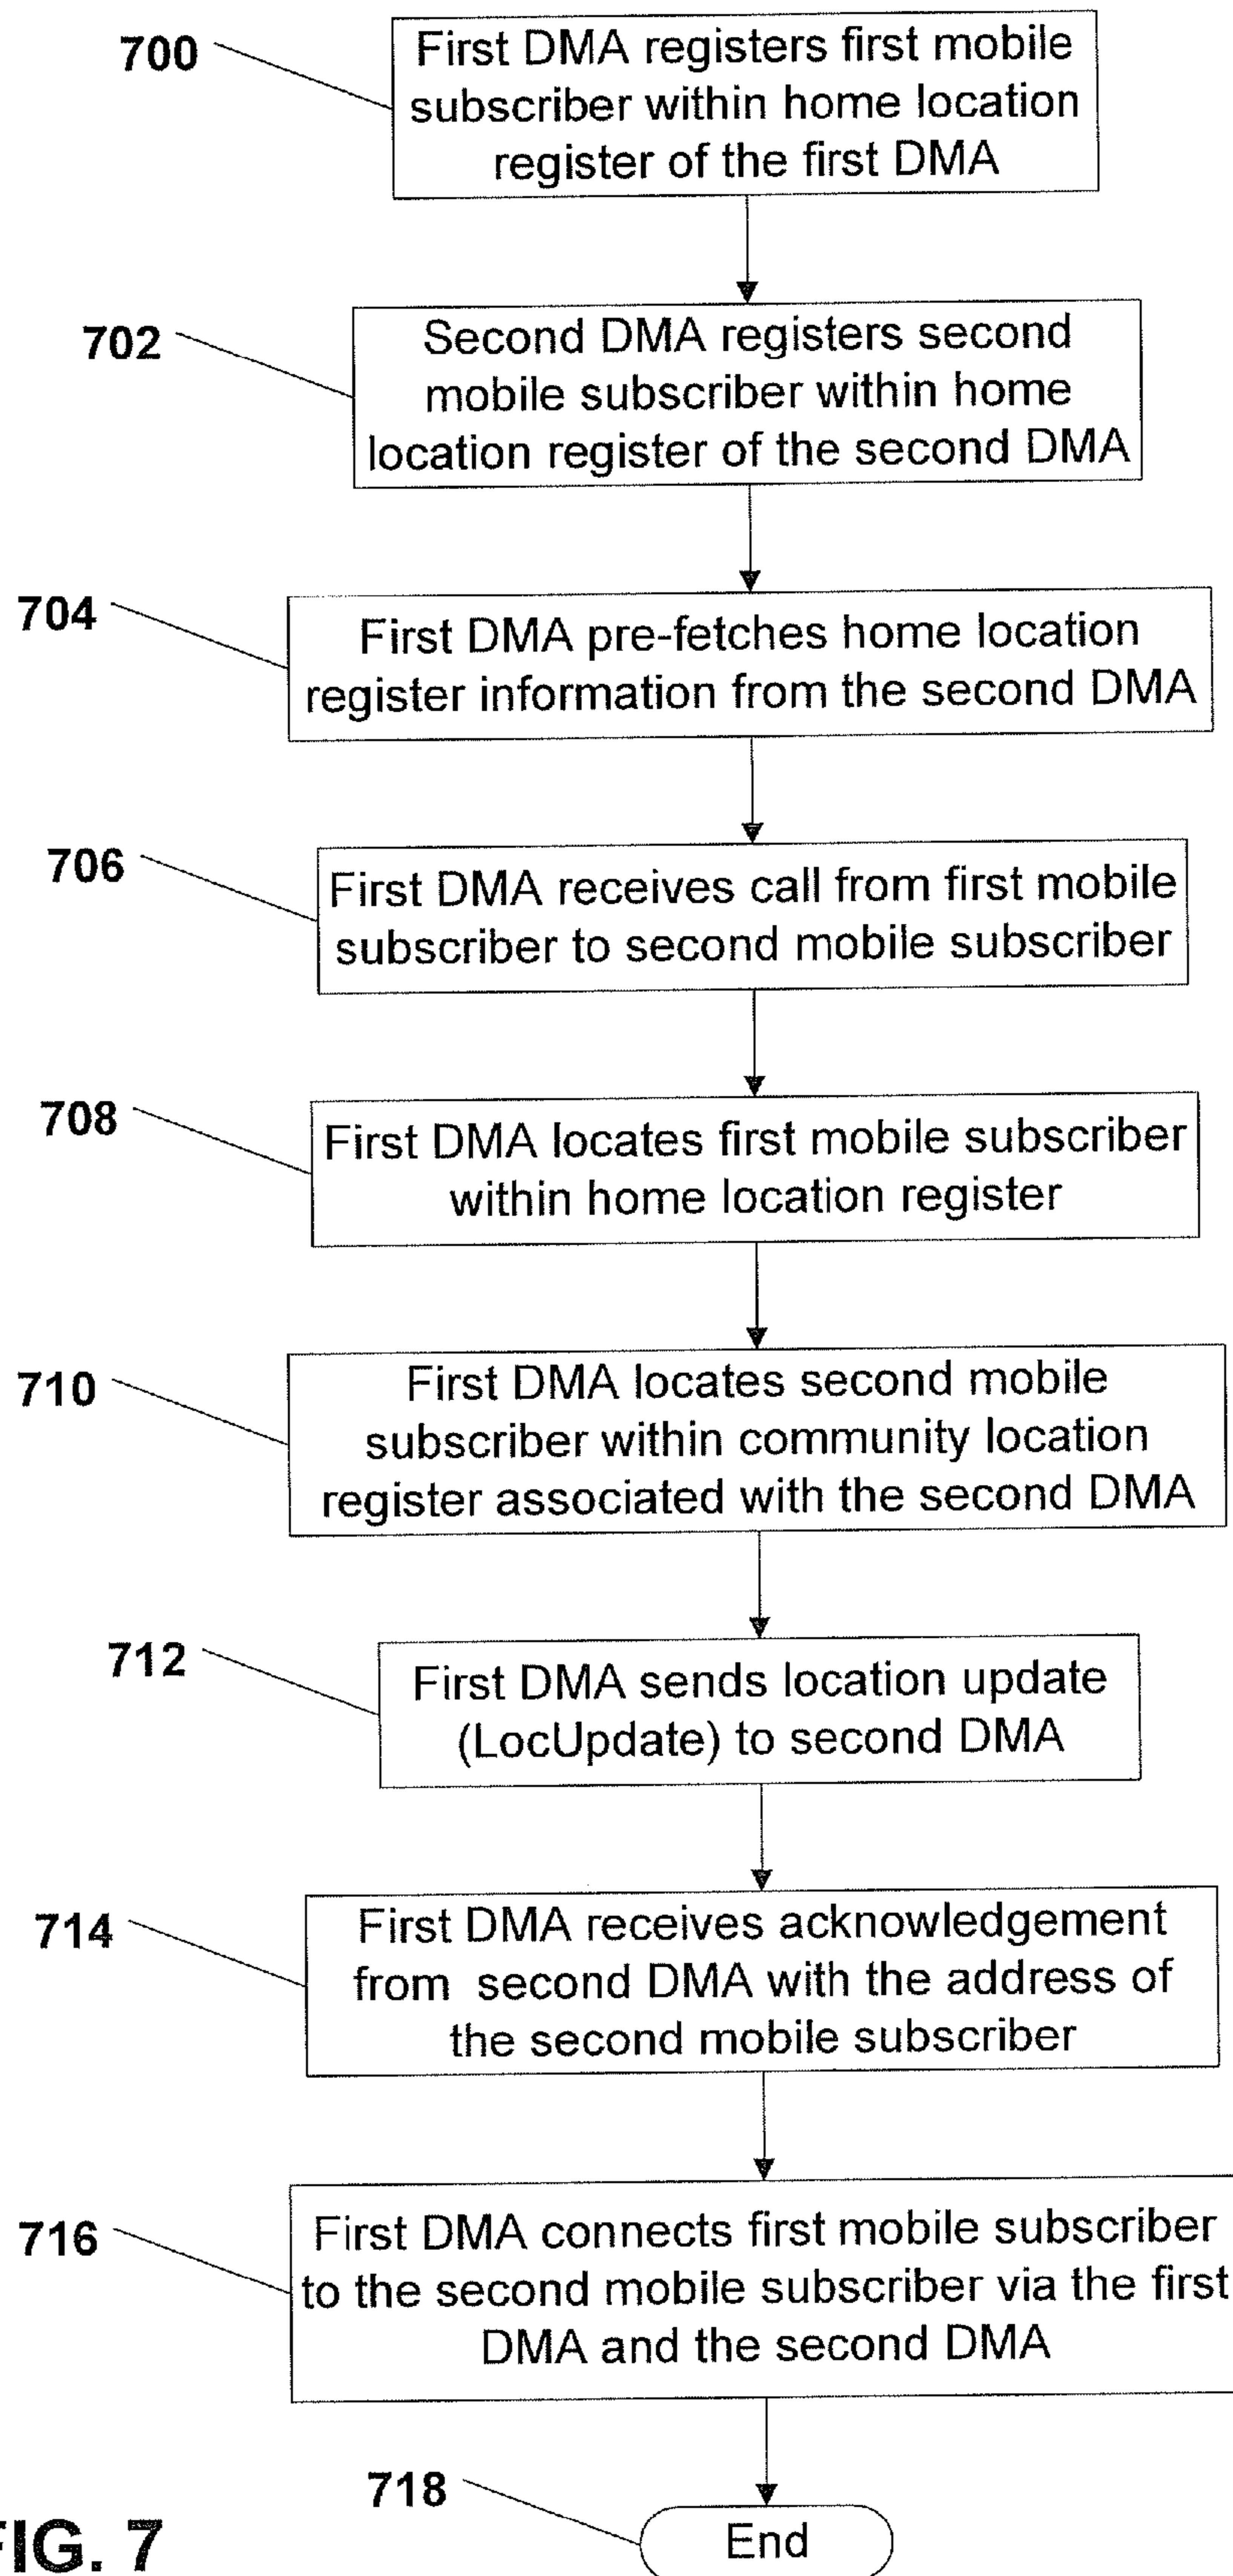 700
First DMA registers first mobile
subscriber within home location
register of the first DMA
702
Second DMA registers second
mobile subscriber within home
location register of the second DMA
704
First DMA pre-fetches home location
register information from the second DMA
706
First DMA receives call from first mobile
subscriber to second mobile subscriber
708
First DMA locates first mobile subscriber
within home location register
710
First DMA locates second mobile
subscriber within community location
register associated with the second DMA
712
First DMA sends location update
(LocUpdate) to second DMA
714
First DMA receives acknowledgement
from second DMA with the address of
the second mobile subscriber
716
First DMA connects first mobile subscriber
to the second mobile subscriber via the first
DMA and the second DMA
718
End
FIG. 7